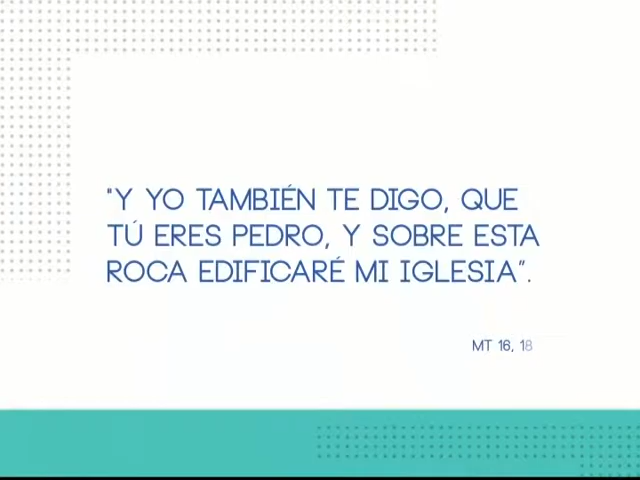 "Y YO TAMBIÉN TE DIGO, QUE
TÚ ERES PEDRO, Y SOBRE ESTA
ROCA EDIFICARÉ MI IGLESIA".
MT 16, 18